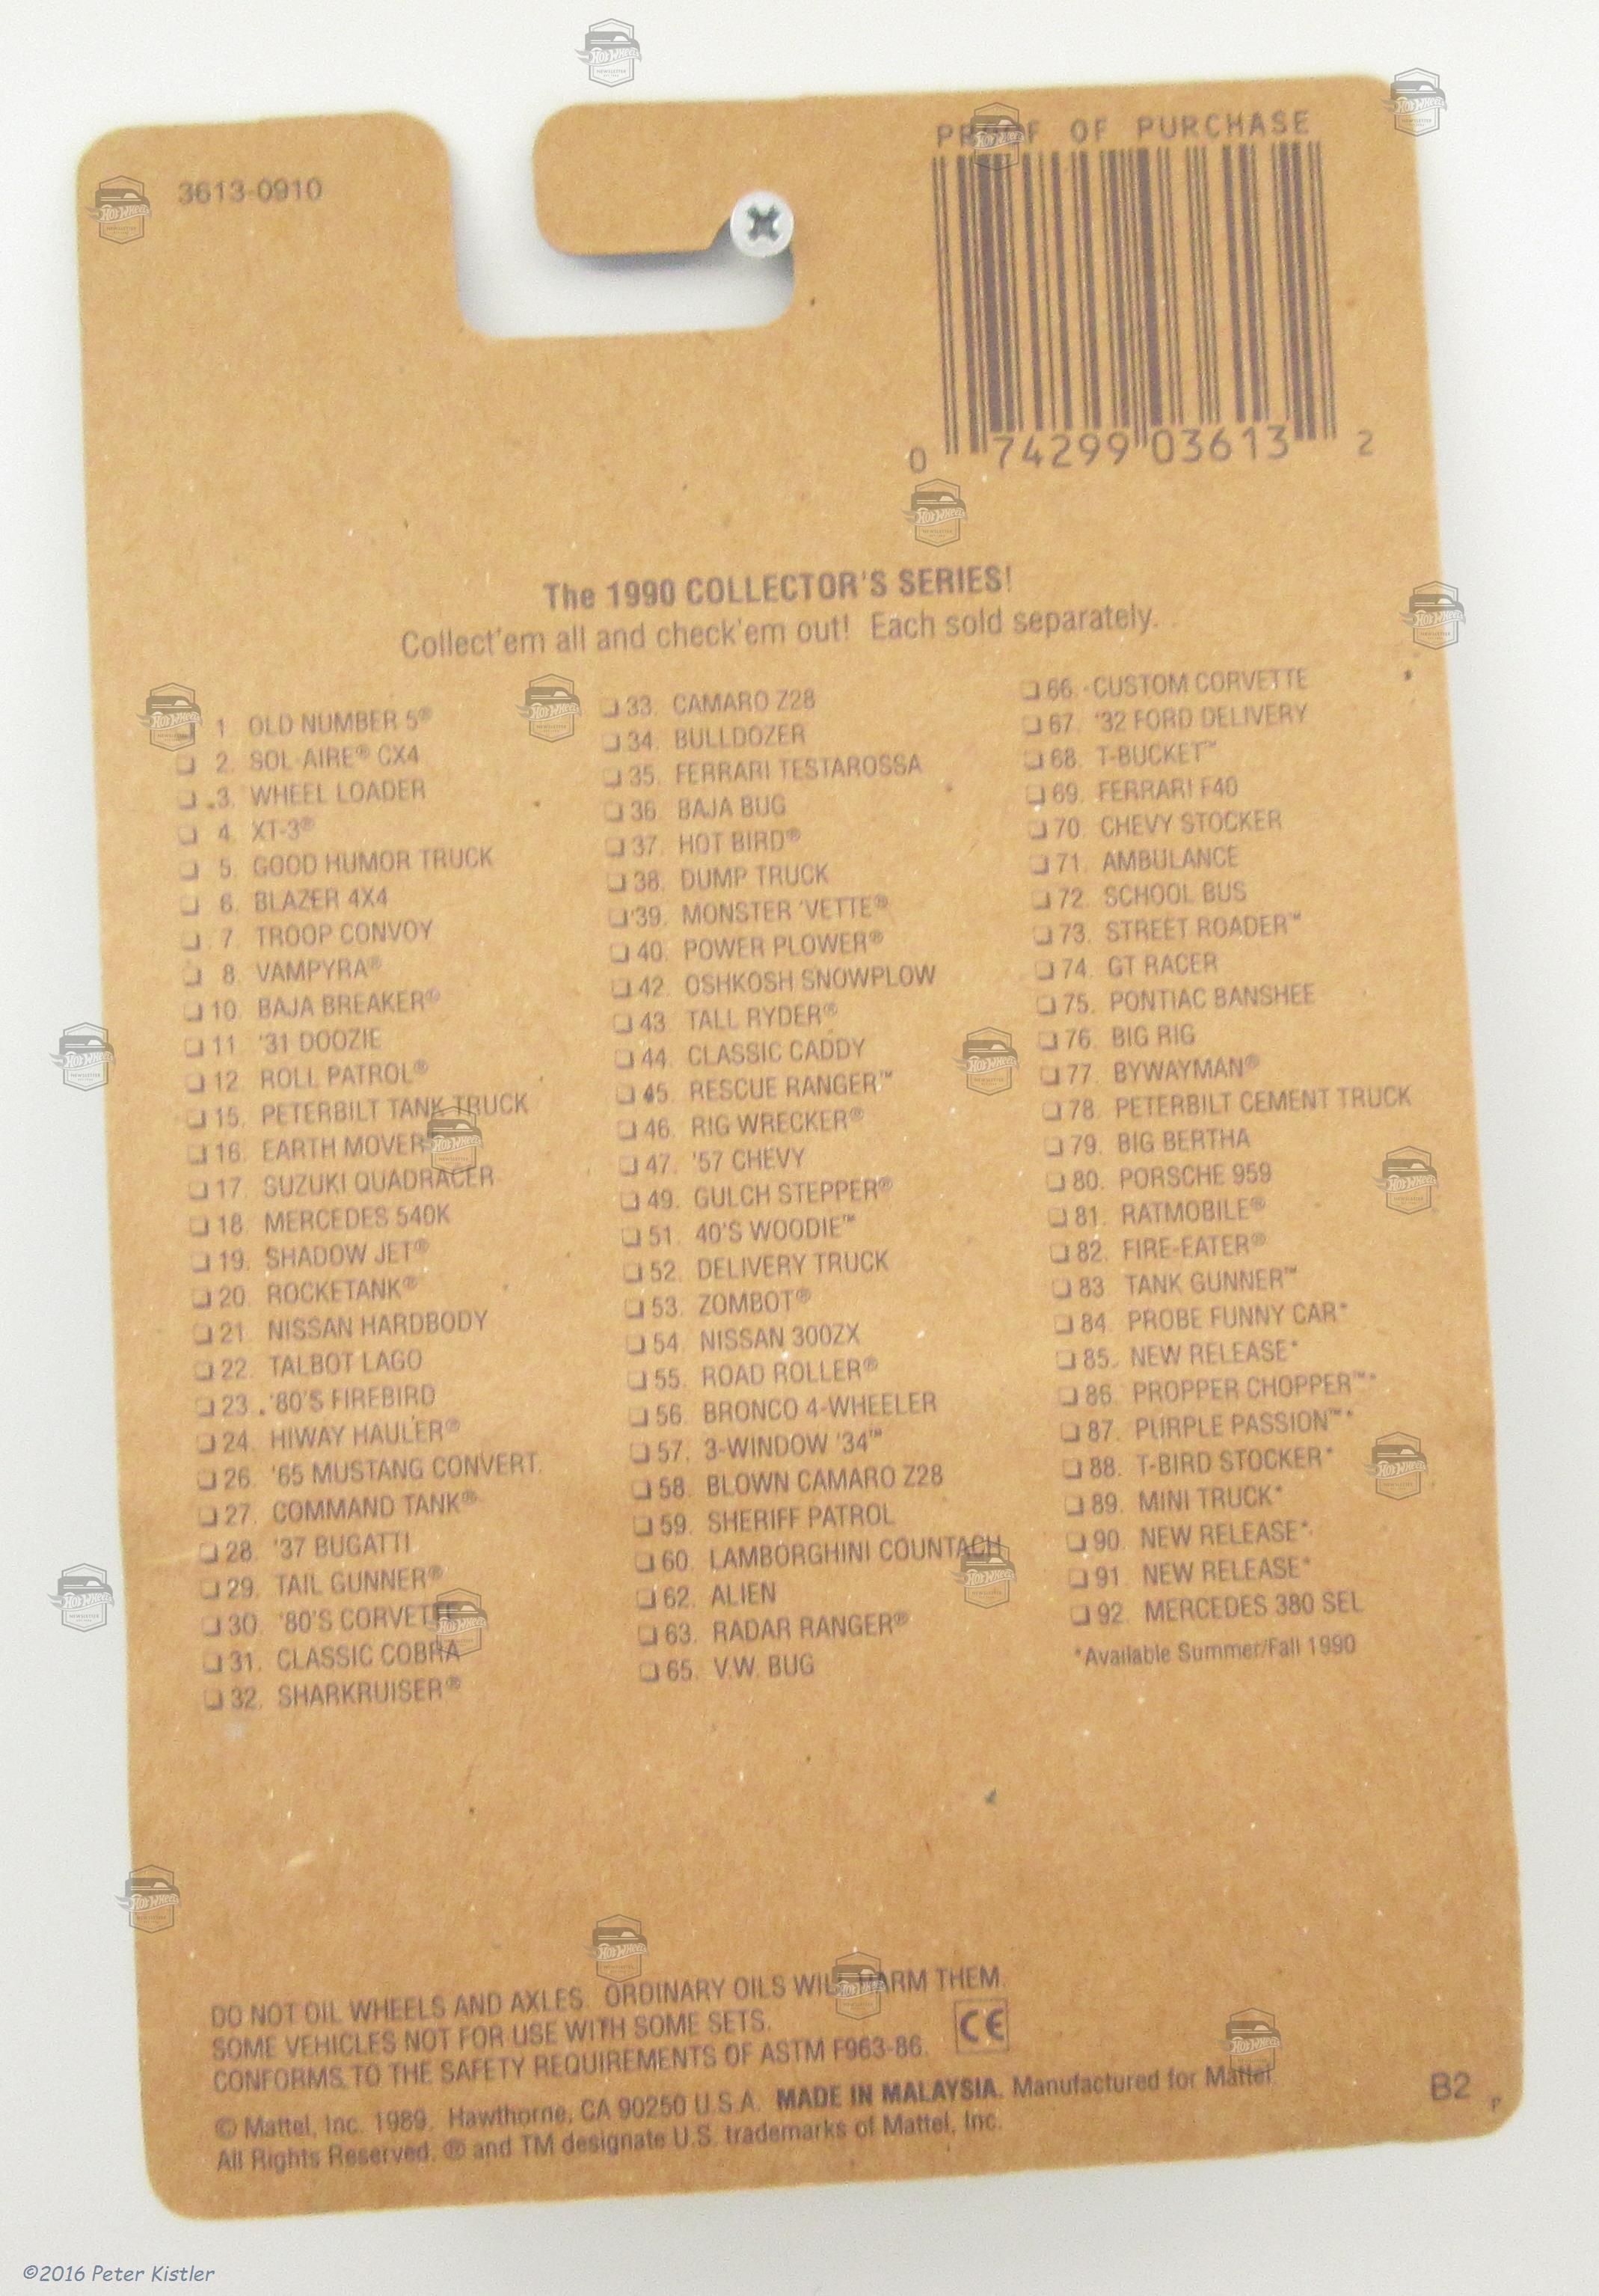 PROOF OF PURCHASE
3613-0910
0 74299 03613 2
The 1990 COLLECTOR'S SERIES!
Collect'em all and check'em out! Each sold separately.
1. OLD NUMBER 5®
2. SOL-AIRE® CX4
3. WHEEL LOADER
4. XT-3®
5. GOOD HUMOR TRUCK
6. BLAZER 4X4
7. TROOP CONVOY
8. VAMPYRA®
10. BAJA BREAKER®
11. '31 DOOZIE
12. ROLL PATROL®
15. PETERBILT TANK TRUCK
16. EARTH MOVER
17. SUZUKI QUADRACER
18. MERCEDES 540K
19. SHADOW JET®
20. ROCKETANK®
21. NISSAN HARDBODY
22. TALBOT LAGO
23. '80'S FIREBIRD
24. HIWAY HAULER®
26. '65 MUSTANG CONVERT.
27. COMMAND TANK®
28. '37 BUGATTI
29. TAIL GUNNER®
30. '80'S CORVETTE
31. CLASSIC COBRA
32. SHARKRUISER®
33. CAMARO Z28
34. BULLDOZER
35. FERRARI TESTAROSSA
36. BAJA BUG
37. HOT BIRD®
38. DUMP TRUCK
39. MONSTER 'VETTE®
40. POWER PLOWER®
42. OSHKOSH SNOWPLOW
43. TALL RYDER®
44. CLASSIC CADDY
45. RESCUE RANGER™
46. RIG WRECKER®
47. '57 CHEVY
49. GULCH STEPPER®
51. 40'S WOODIE™
52. DELIVERY TRUCK
53. ZOMBOT®
54. NISSAN 300ZX
55. ROAD ROLLER®
56. BRONCO 4-WHEELER
57. 3-WINDOW '34™
58. BLOWN CAMARO Z28
59. SHERIFF PATROL
60. LAMBORGHINI COUNTACH
62. ALIEN
63. RADAR RANGER®
65. V.W. BUG
66. CUSTOM CORVETTE
67. '32 FORD DELIVERY
68. T-BUCKET™
69. FERRARI F40
70. CHEVY STOCKER
71. AMBULANCE
72. SCHOOL BUS
73. STREET ROADER™
74. GT RACER
75. PONTIAC BANSHEE
76. BIG RIG
77. BYWAYMAN®
78. PETERBILT CEMENT TRUCK
79. BIG BERTHA
80. PORSCHE 959
81. RATMOBILE®
82. FIRE-EATER®
83. TANK GUNNER™
84. PROBE FUNNY CAR*
85. NEW RELEASE*
86. PROPPER CHOPPER™*
87. PURPLE PASSION™*
88. T-BIRD STOCKER*
89. MINI TRUCK*
90. NEW RELEASE*
91. NEW RELEASE*
92. MERCEDES 380 SEL
*Available Summer/Fall 1990
DO NOT OIL WHEELS AND AXLES. ORDINARY OILS WILL HARM THEM.
SOME VEHICLES NOT FOR USE WITH SOME SETS.
CONFORMS TO THE SAFETY REQUIREMENTS OF ASTM F963-86. CE
© Mattel, Inc. 1989. Hawthorne, CA 90250 U.S.A. MADE IN MALAYSIA. Manufactured for Mattel.
All Rights Reserved. ® and TM designate U.S. trademarks of Mattel, Inc.
B2
©2016 Peter Kistler